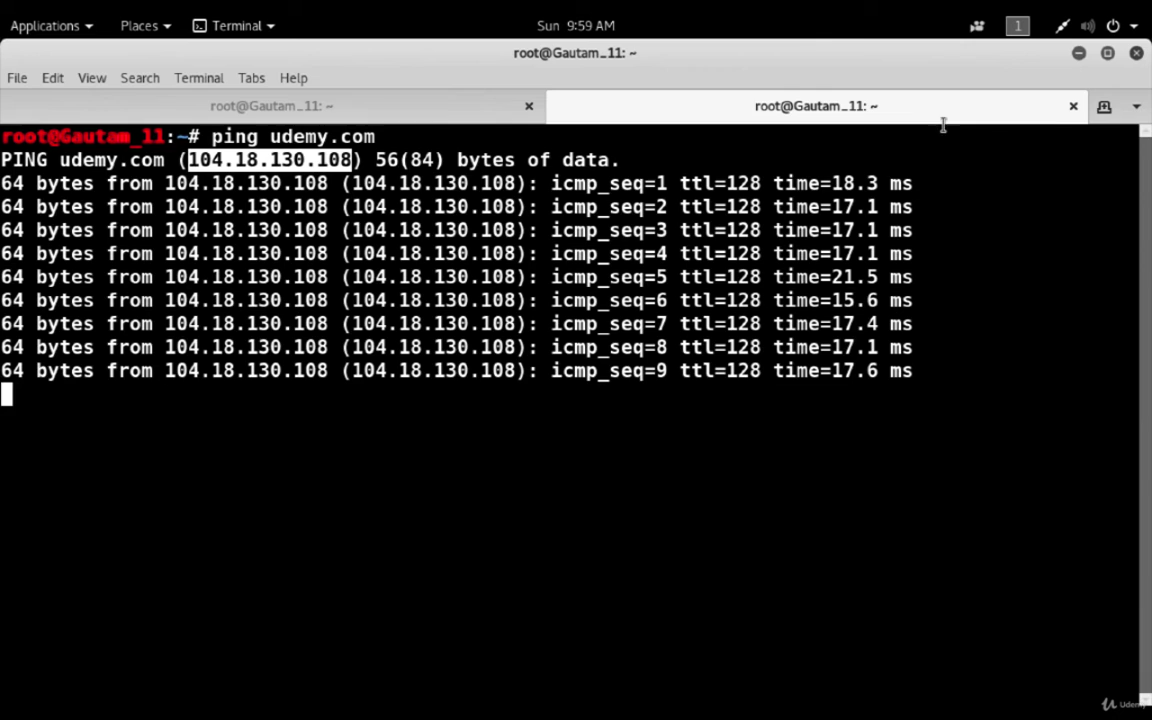 Applications Places Terminal Sun 9:59 AM 1
root@Gautam_11: ~
File Edit View Search Terminal Tabs Help
root@Gautam_11: ~ root@Gautam_11: ~
root@Gautam_11:~# ping udemy.com
PING udemy.com (104.18.130.108) 56(84) bytes of data.
64 bytes from 104.18.130.108 (104.18.130.108): icmp_seq=1 ttl=128 time=18.3 ms
64 bytes from 104.18.130.108 (104.18.130.108): icmp_seq=2 ttl=128 time=17.1 ms
64 bytes from 104.18.130.108 (104.18.130.108): icmp_seq=3 ttl=128 time=17.1 ms
64 bytes from 104.18.130.108 (104.18.130.108): icmp_seq=4 ttl=128 time=17.1 ms
64 bytes from 104.18.130.108 (104.18.130.108): icmp_seq=5 ttl=128 time=21.5 ms
64 bytes from 104.18.130.108 (104.18.130.108): icmp_seq=6 ttl=128 time=15.6 ms
64 bytes from 104.18.130.108 (104.18.130.108): icmp_seq=7 ttl=128 time=17.4 ms
64 bytes from 104.18.130.108 (104.18.130.108): icmp_seq=8 ttl=128 time=17.1 ms
64 bytes from 104.18.130.108 (104.18.130.108): icmp_seq=9 ttl=128 time=17.6 ms